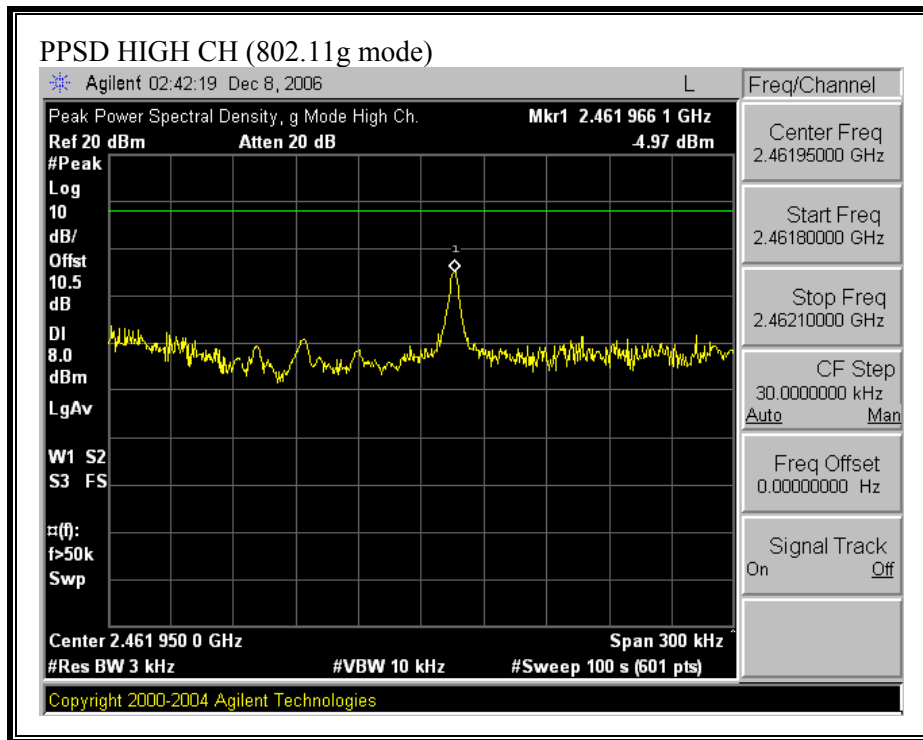 PPSD HIGH CH (802.11g mode)
Agilent 02:42:19 Dec 8, 2006 L
Peak Power Spectral Density, g Mode High Ch. Mkr1 2.461 966 1 GHz
Ref 20 dBm Atten 20 dB -4.97 dBm
#Peak
Log
10
dB/
Offst
10.5
dB
DI
8.0
dBm
LgAv
W1 S2
S3 FS
¤(f):
f>50k
Swp
1
Center 2.461 950 0 GHz Span 300 kHz
#Res BW 3 kHz #VBW 10 kHz #Sweep 100 s (601 pts)
Copyright 2000-2004 Agilent Technologies
Freq/Channel
Center Freq
2.46195000 GHz
Start Freq
2.46180000 GHz
Stop Freq
2.46210000 GHz
CF Step
30.0000000 kHz
Auto Man
Freq Offset
0.00000000 Hz
Signal Track
On Off